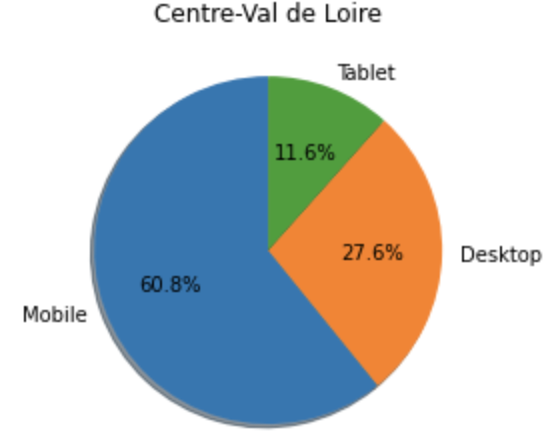 Centre-Val de Loire
Tablet
11.6%
27.6%
Desktop
60.8%
Mobile